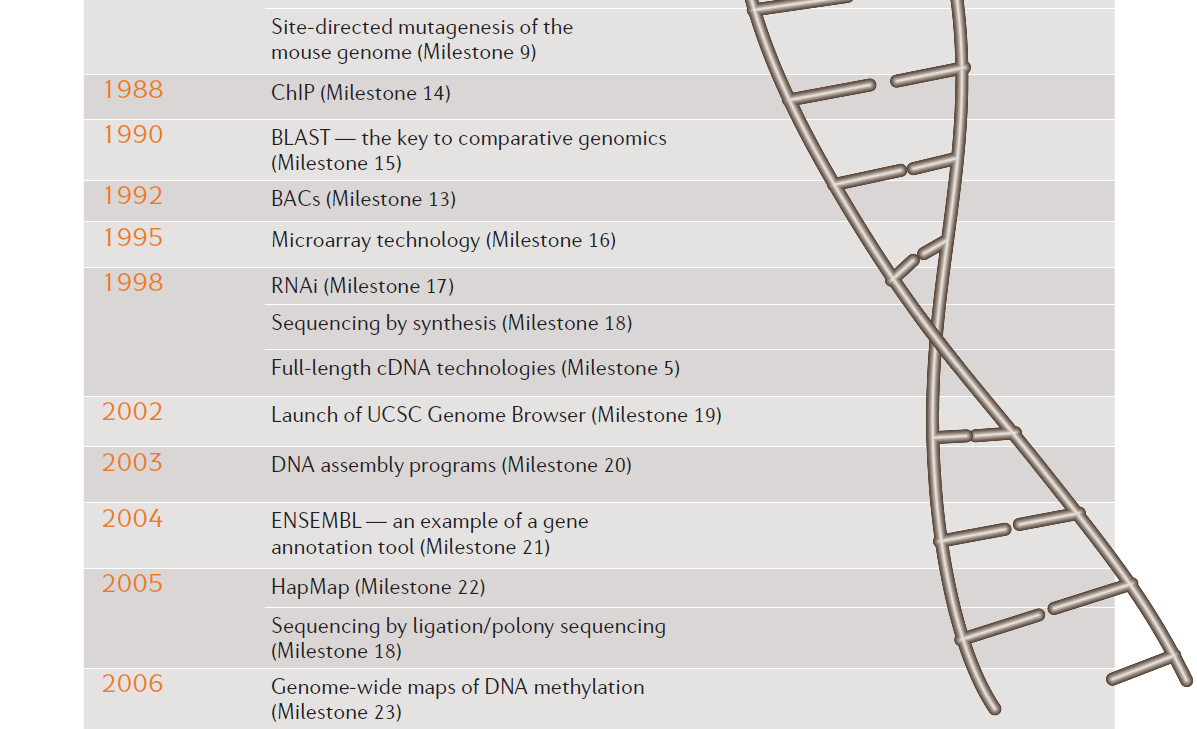 Site-directed mutagenesis of the
mouse genome (Milestone 9)
1988
ChIP (Milestone 14)
1990
BLAST — the key to comparative genomics
(Milestone 15)
1992
BACs (Milestone 13)
1995
Microarray technology (Milestone 16)
1998
RNAi (Milestone 17)
Sequencing by synthesis (Milestone 18)
Full-length cDNA technologies (Milestone 5)
2002
Launch of UCSC Genome Browser (Milestone 19)
2003
DNA assembly programs (Milestone 20)
2004
ENSEMBL — an example of a gene
annotation tool (Milestone 21)
2005
HapMap (Milestone 22)
Sequencing by ligation/polony sequencing
(Milestone 18)
2006
Genome-wide maps of DNA methylation
(Milestone 23)